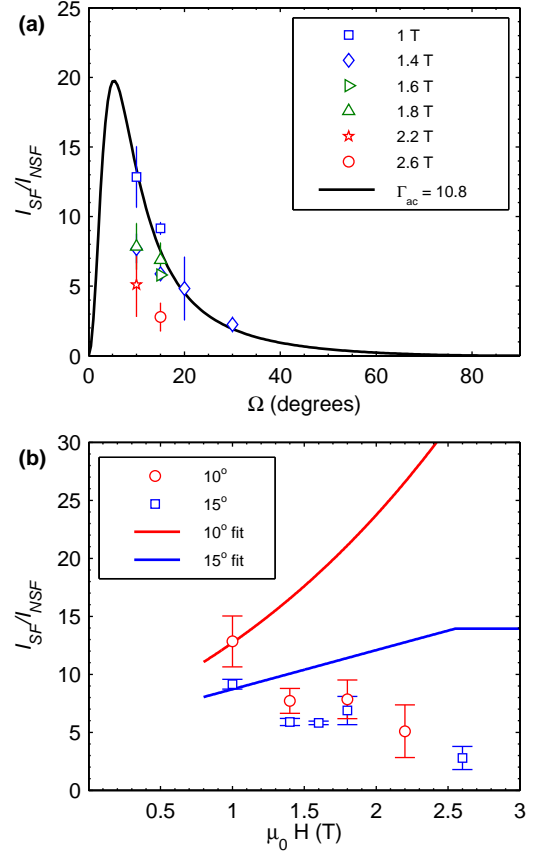 (a)
25
20
15
10
5
0
I_SF/I_NSF
0 20 40 60 80
Ω (degrees)
1 T
1.4 T
1.6 T
1.8 T
2.2 T
2.6 T
Γ_ac = 10.8
(b)
30
25
20
15
10
5
0
I_SF/I_NSF
0.5 1 1.5 2 2.5 3
μ_0 H (T)
10°
15°
10° fit
15° fit